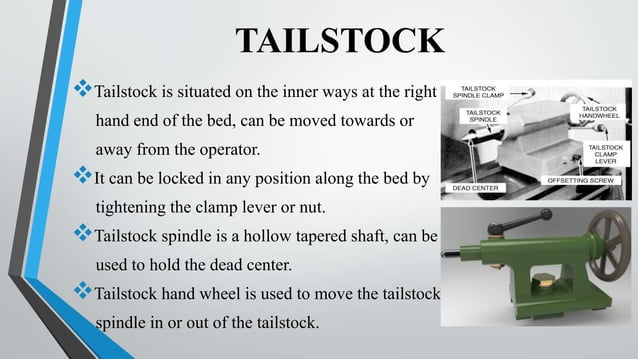 TAILSTOCK
Tailstock is situated on the inner ways at the right
hand end of the bed, can be moved towards or
away from the operator.
It can be locked in any position along the bed by
tightening the clamp lever or nut.
Tailstock spindle is a hollow tapered shaft, can be
used to hold the dead center.
Tailstock hand wheel is used to move the tailstock
spindle in or out of the tailstock.
TAILSTOCK
SPINDLE CLAMP
TAILSTOCK
HANDWHEEL
TAILSTOCK
SPINDLE
TAILSTOCK
CLAMP
LEVER
OFFSETTING SCREW
DEAD CENTER